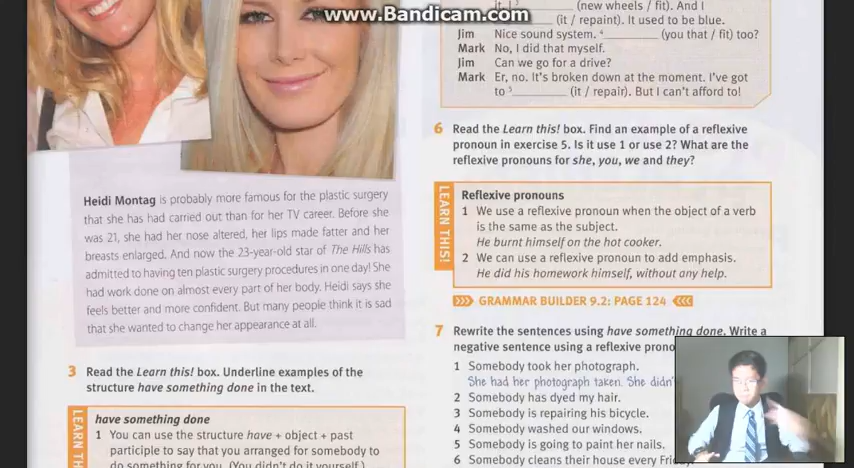 www.Bandicam.com
(new wheels / fit). And I
(it / repaint). It used to be blue.
Jim Nice sound system. 4 (you that / fit) too?
Mark No, I did that myself.
Jim Can we go for a drive?
Mark Er, no. It's broken down at the moment. I've got
to 5 (it / repair). But I can't afford to!
6 Read the Learn this! box. Find an example of a reflexive
pronoun in exercise 5. Is it use 1 or use 2? What are the
reflexive pronouns for she, you, we and they?
LEARN THIS!
Reflexive pronouns
1 We use a reflexive pronoun when the object of a verb
is the same as the subject.
He burnt himself on the hot cooker.
2 We can use a reflexive pronoun to add emphasis.
He did his homework himself, without any help.
GRAMMAR BUILDER 9.2: PAGE 124
7 Rewrite the sentences using have something done. Write a
negative sentence using a reflexive
1 Somebody took her photograph.
She had her photograph taken. She
2 Somebody has dyed my hair.
3 Somebody is repairing his bicycle.
4 Somebody washed our windows.
5 Somebody is going to paint her nails.
6 Somebody cleans their house every
Heidi Montag is probably more famous for the plastic surgery
that she has had carried out than for her TV career. Before she
was 21, she had her nose altered, her lips made fatter and her
breasts enlarged. And now the 23-year-old star of The Hills has
admitted to having ten plastic surgery procedures in one day! She
had work done on almost every part of her body. Heidi says she
feels better and more confident. But many people think it is sad
that she wanted to change her appearance at all.
3 Read the Learn this! box. Underline examples of the
structure have something done in the text.
LEARN TH
have something done
1 You can use the structure have + object + past
participle to say that you arranged for somebody to
do something for you. (You didn't do it yourself.)